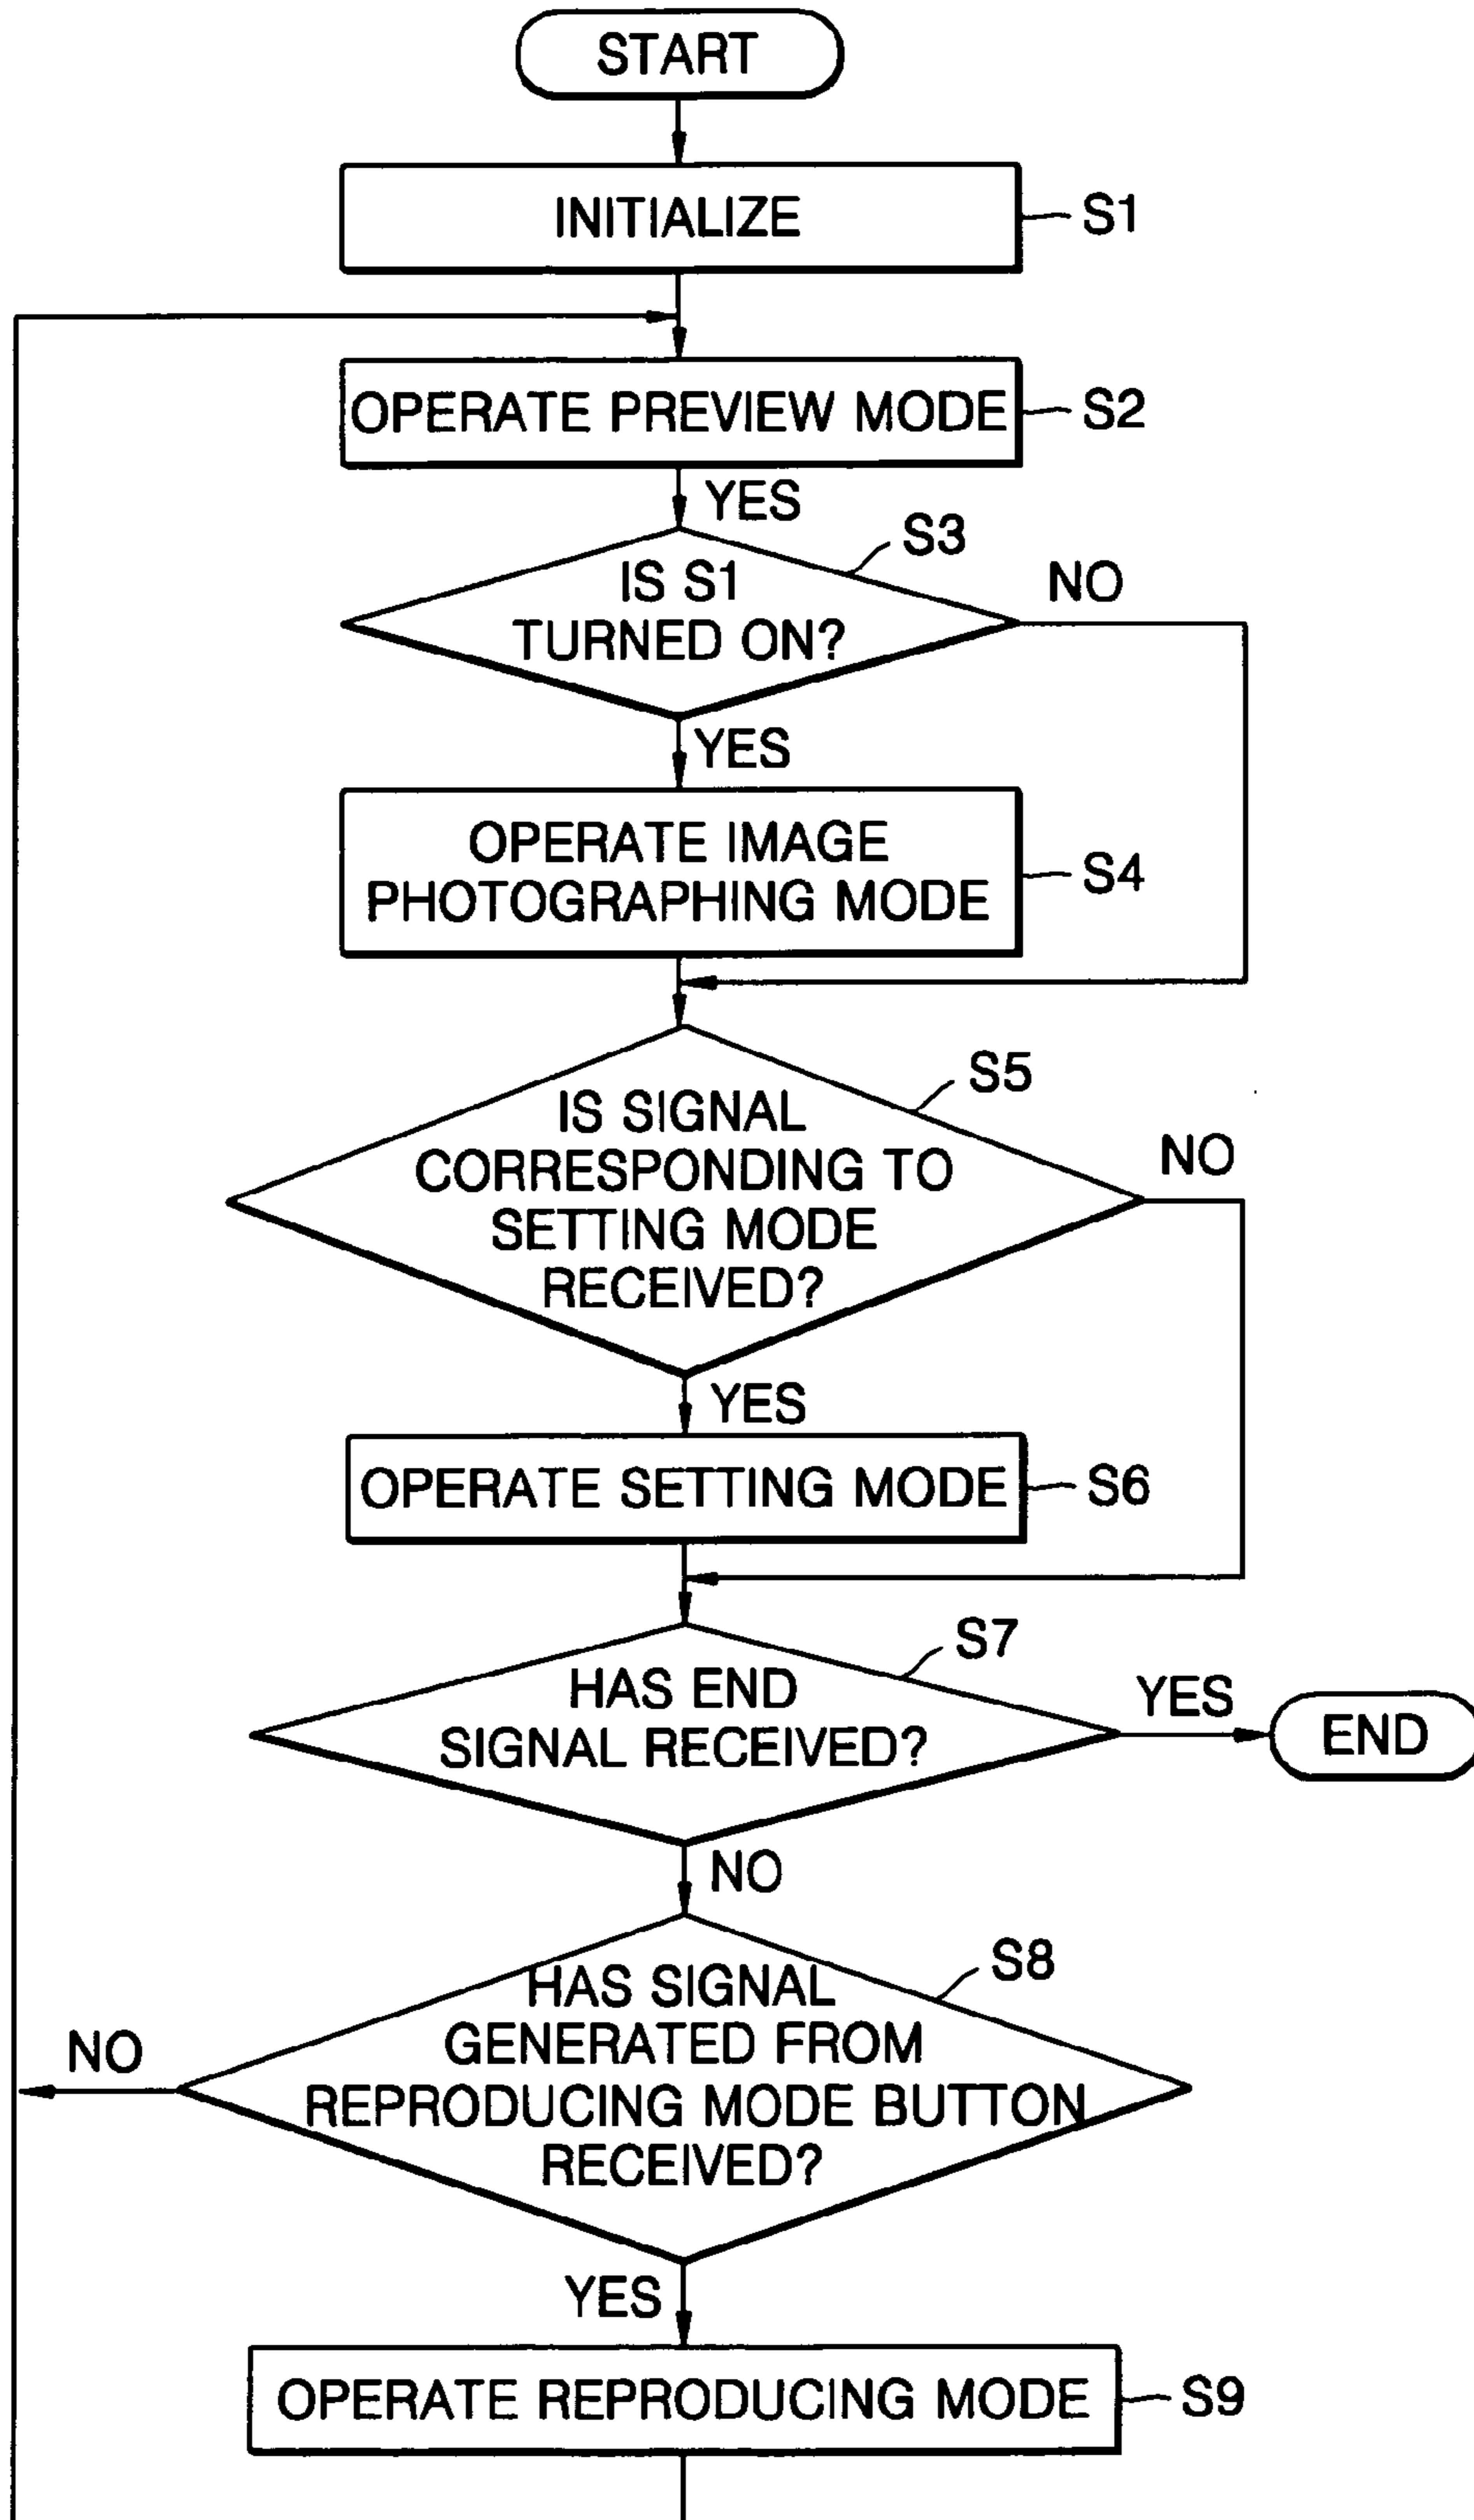 START
INITIALIZE
S1
OPERATE PREVIEW MODE
S2
YES
S3
IS S1
TURNED ON?
NO
YES
OPERATE IMAGE
PHOTOGRAPHING MODE
S4
S5
IS SIGNAL
CORRESPONDING TO
SETTING MODE
RECEIVED?
NO
YES
OPERATE SETTING MODE
S6
S7
HAS END
SIGNAL RECEIVED?
YES
END
NO
S8
HAS SIGNAL
GENERATED FROM
REPRODUCING MODE BUTTON
RECEIVED?
NO
YES
OPERATE REPRODUCING MODE
S9